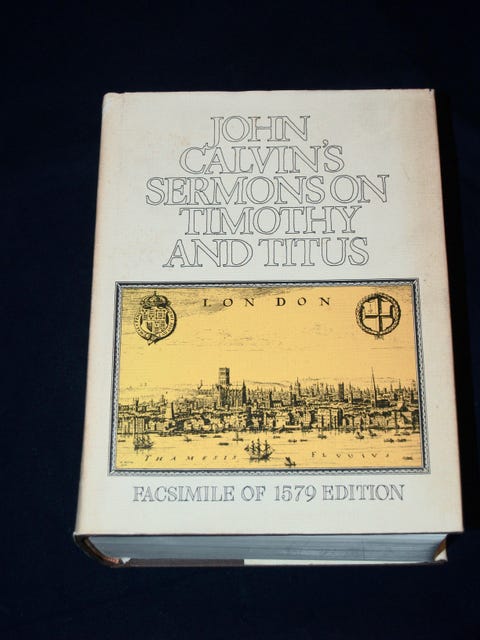 JOHN
CALVIN'S
SERMONS ON
TIMOTHY
AND TITUS
LONDON
THAMESIS FLUVIUS
FACSIMILE OF 1579 EDITION